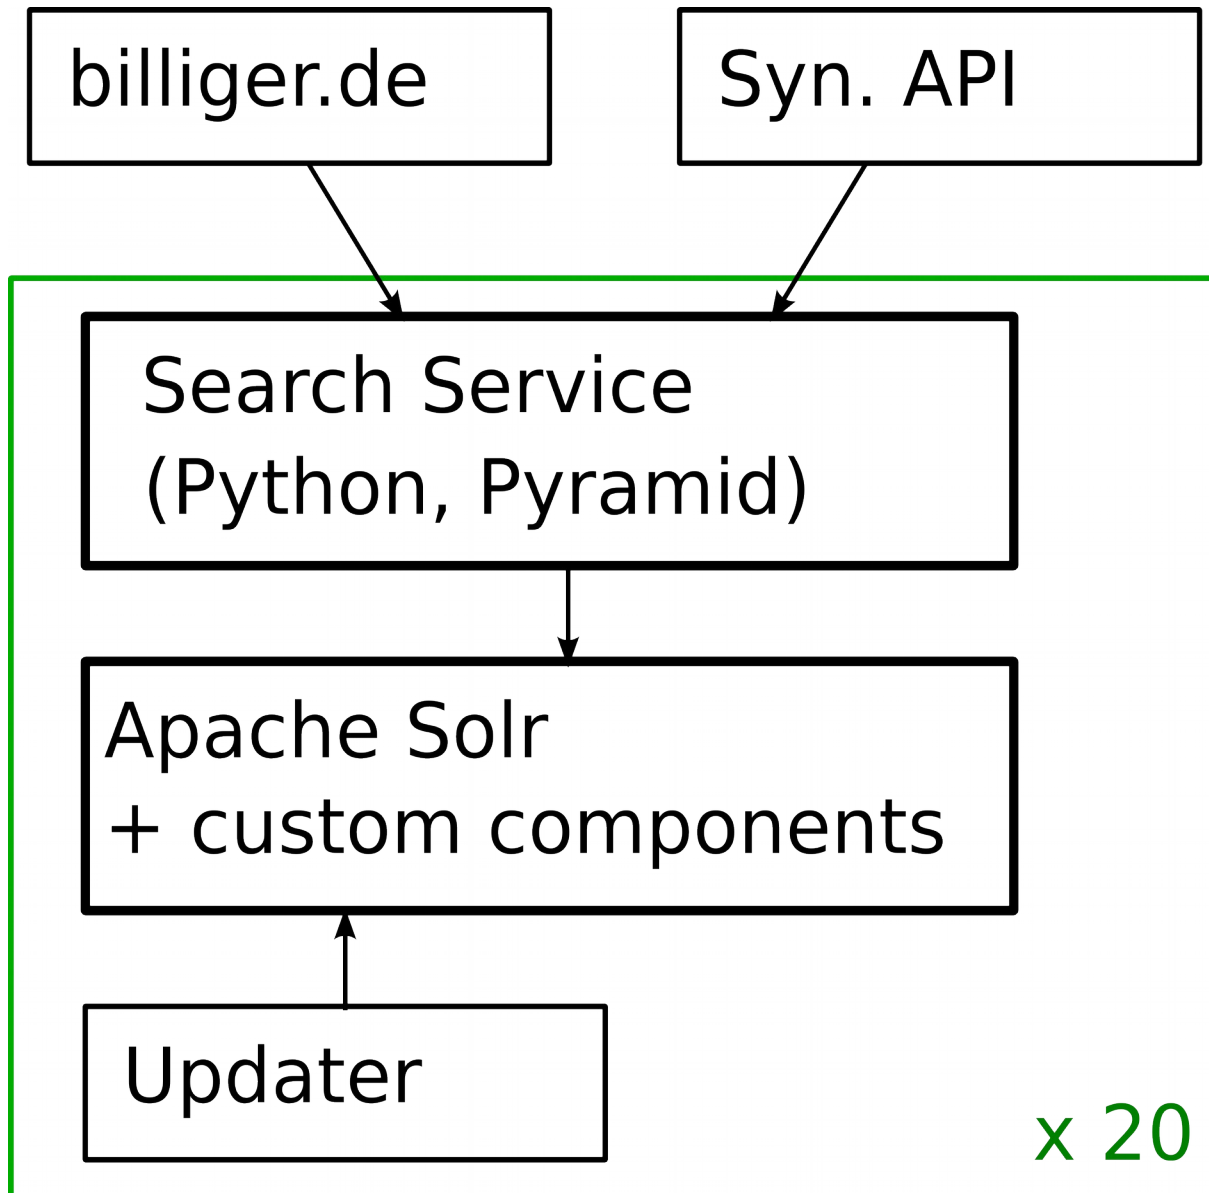 billiger.de
Syn. API
Search Service
(Python, Pyramid)
Apache Solr
+ custom components
Updater
x 20